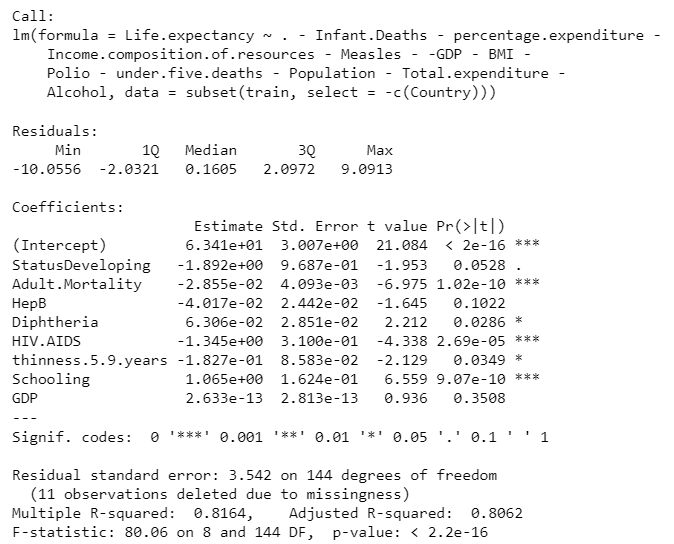 Call:
lm(formula = Life.expectancy ~ . - Infant.Deaths - percentage.expenditure -
    Income.composition.of.resources - Measles - -GDP - BMI -
    Polio - under.five.deaths - Population - Total.expenditure -
    Alcohol, data = subset(train, select = -c(Country)))

Residuals:
     Min       1Q   Median       3Q      Max
-10.0556  -2.0321   0.1605   2.0972   9.0913

Coefficients:
                     Estimate Std. Error t value Pr(>|t|)
(Intercept)         6.341e+01  3.007e+00  21.084  < 2e-16 ***
StatusDeveloping   -1.892e+00  9.687e-01  -1.953   0.0528 .
Adult.Mortality    -2.855e-02  4.093e-03  -6.975 1.02e-10 ***
HepB               -4.017e-02  2.442e-02  -1.645   0.1022
Diphtheria          6.306e-02  2.851e-02   2.212   0.0286 *
HIV.AIDS           -1.345e+00  3.100e-01  -4.338 2.69e-05 ***
thinness.5.9.years -1.827e-01  8.583e-02  -2.129   0.0349 *
Schooling           1.065e+00  1.624e-01   6.559 9.07e-10 ***
GDP                 2.633e-13  2.813e-13   0.936   0.3508
---
Signif. codes:  0 '***' 0.001 '**' 0.01 '*' 0.05 '.' 0.1 ' ' 1

Residual standard error: 3.542 on 144 degrees of freedom
  (11 observations deleted due to missingness)
Multiple R-squared:  0.8164,    Adjusted R-squared:  0.8062
F-statistic: 80.06 on 8 and 144 DF,  p-value: < 2.2e-16